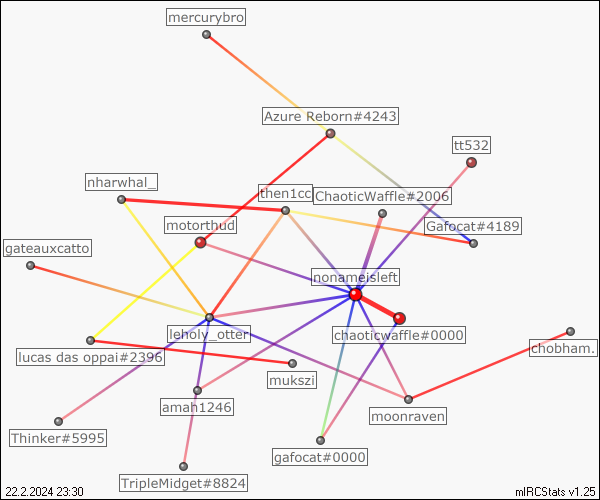 mercurybro
Azure Reborn#4243
tt532
nharwhal_
then1cc
ChaoticWaffle#2006
motorthud
Gafocat#4189
gateauxcatto
nonameisleft
leholy_otter
chaoticwaffle#0000
chobham.
lucas das oppai#2396
mukszi
amah1246
moonraven
Thinker#5995
gafocat#0000
TripleMidget#8824
22.2.2024 23:30
mIRCStats v1.25